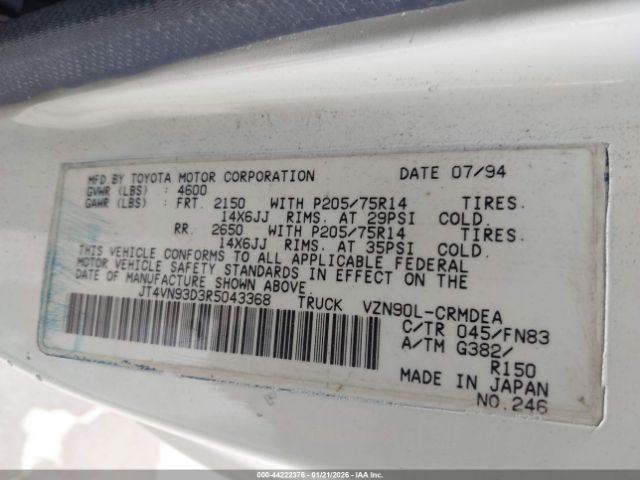 MFD BY TOYOTA MOTOR CORPORATION DATE 07/94
GVWR (LBS) : 4600
GAWR (LBS) : FRT. 2150 WITH P205/75R14 TIRES.
14X6JJ RIMS. AT 29PSI COLD.
RR. 2650 WITH P205/75R14 TIRES.
14X6JJ RIMS. AT 35PSI COLD.
THIS VEHICLE CONFORMS TO ALL APPLICABLE FEDERAL
MOTOR VEHICLE SAFETY STANDARDS IN EFFECT ON THE
DATE OF MANUFACTURE SHOWN ABOVE.
JT4VN93D3R5043368 TRUCK VZN90L-CRMDEA
C/TR 045/FN83
A/TM G382/
R150
MADE IN JAPAN
NO.246
000-44222376 - 01/21/2026 - IAA, Inc.